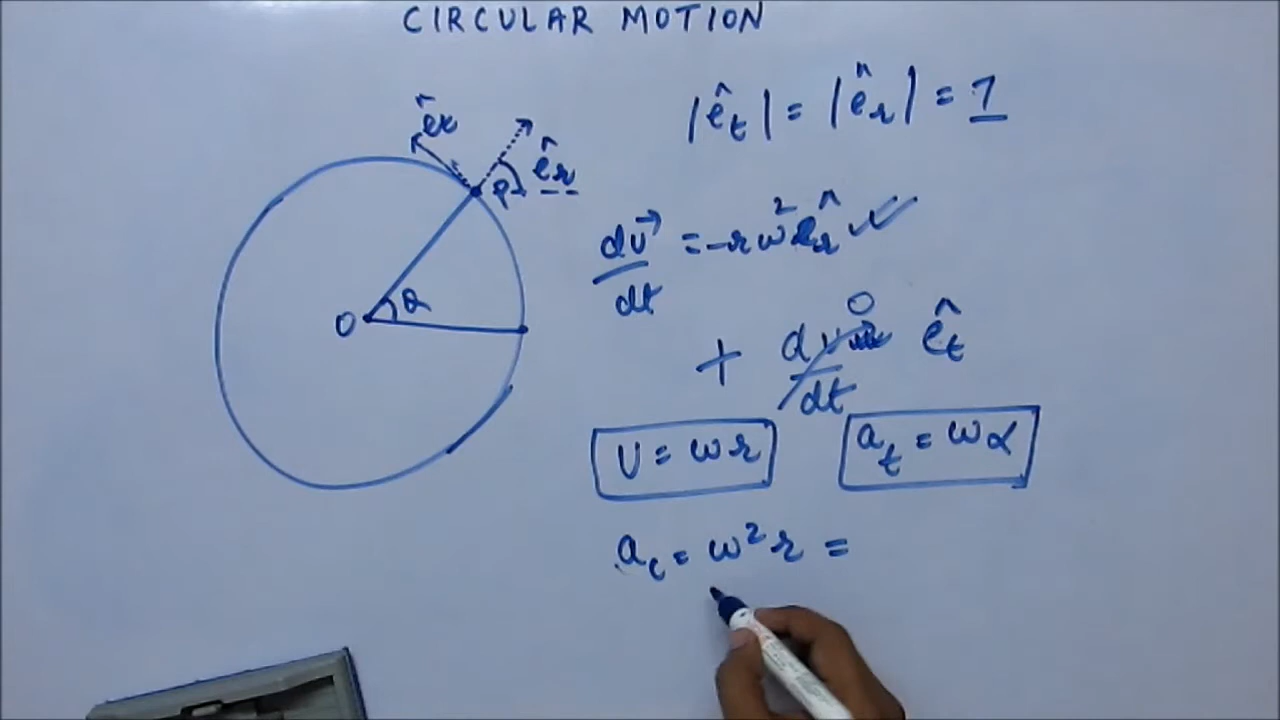 CIRCULAR MOTION
|ê_t| = |ê_r| = 1
ê_t
ê_r
P
O θ
dv⃗/dt = -rω²ê_r ✓
+ dv/dt 0 ê_t
v = ωr
a_t = ωα
a_c = ω²r =